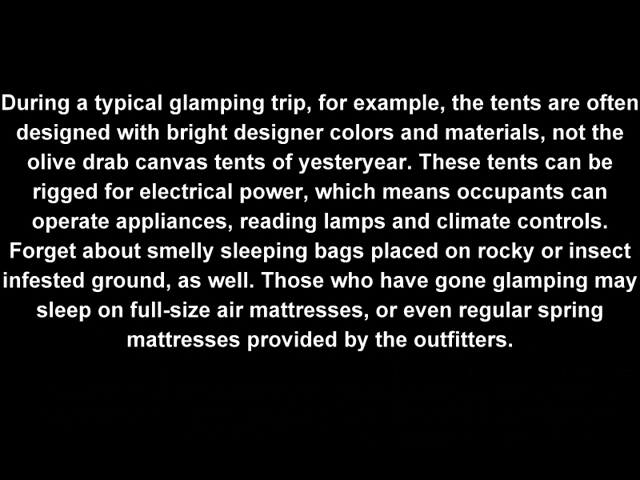 During a typical glamping trip, for example, the tents are often
designed with bright designer colors and materials, not the
olive drab canvas tents of yesteryear. These tents can be
rigged for electrical power, which means occupants can
operate appliances, reading lamps and climate controls.
Forget about smelly sleeping bags placed on rocky or insect
infested ground, as well. Those who have gone glamping may
sleep on full-size air mattresses, or even regular spring
mattresses provided by the outfitters.